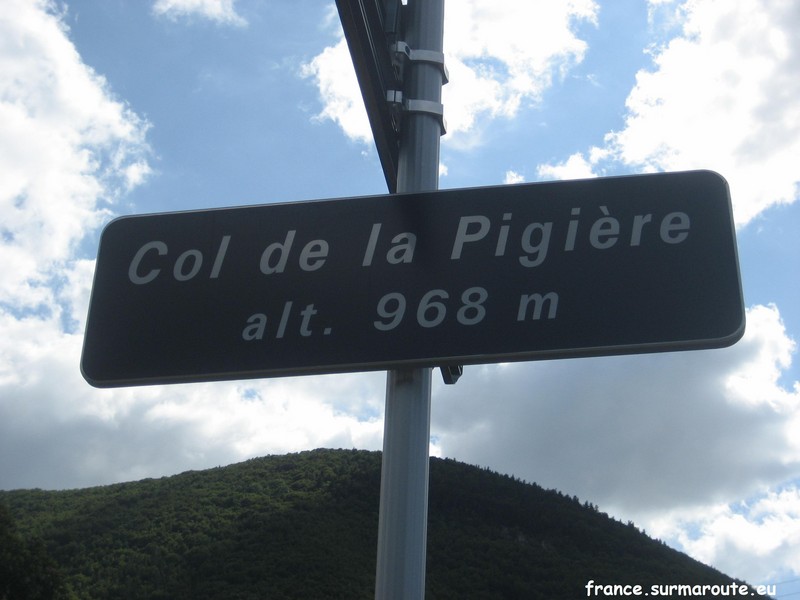 Col de la Pigière
alt. 968 m
france.surmaroute.eu